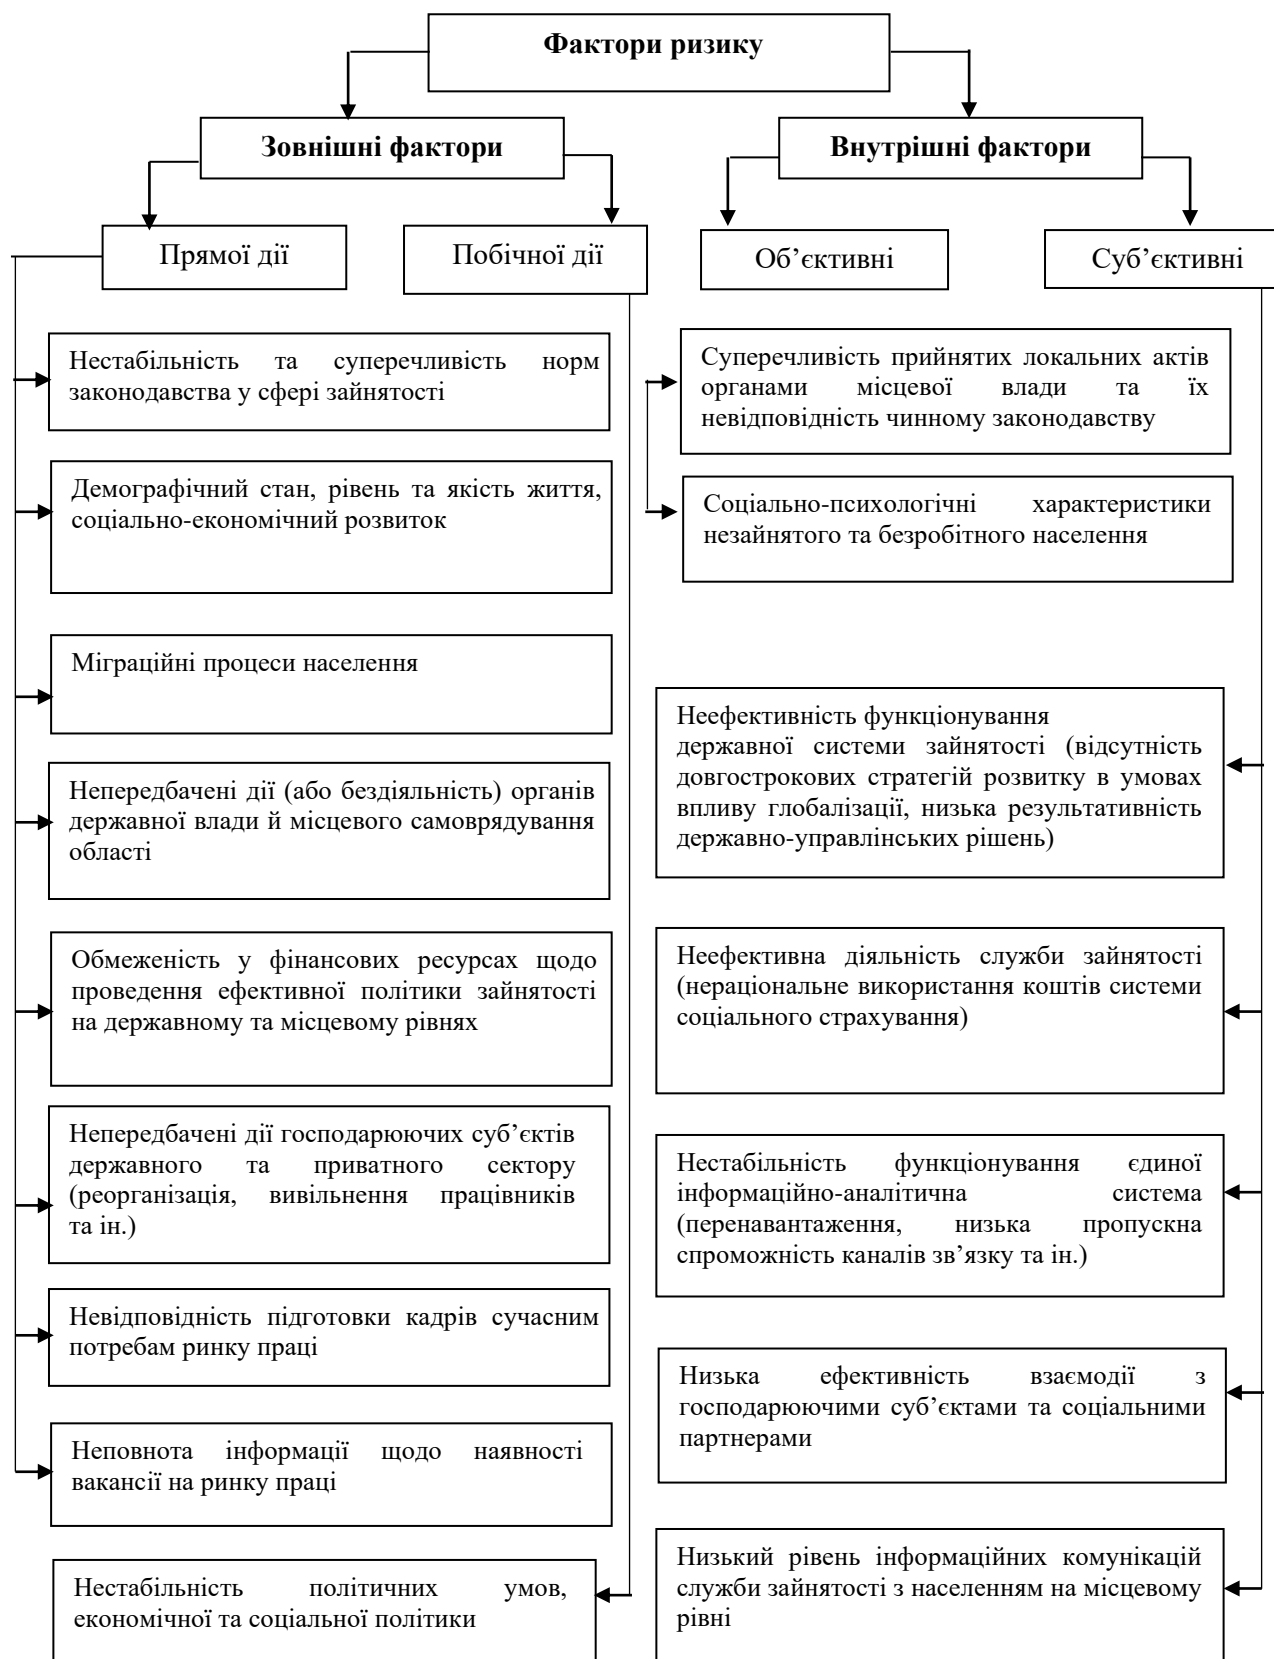 Фактори ризику
Зовнішні фактори
Внутрішні фактори
Прямої дії
Побічної дії
Об’єктивні
Суб’єктивні
Нестабільність та суперечливість норм
законодавства у сфері зайнятості
Демографічний стан, рівень та якість життя,
соціально-економічний розвиток
Міграційні процеси населення
Непередбачені дії (або бездіяльність) органів
державної влади й місцевого самоврядування
області
Обмеженість у фінансових ресурсах щодо
проведення ефективної політики зайнятості
на державному та місцевому рівнях
Непередбачені дії господарюючих суб’єктів
державного та приватного сектору
(реорганізація, вивільнення працівників
та ін.)
Невідповідність підготовки кадрів сучасним
потребам ринку праці
Неповнота інформації щодо наявності
вакансії на ринку праці
Нестабільність політичних умов,
економічної та соціальної політики
Суперечливість прийнятих локальних актів
органами місцевої влади та їх
невідповідність чинному законодавству
Соціально-психологічні характеристики
незайнятого та безробітного населення
Неефективність функціонування
державної системи зайнятості (відсутність
довгострокових стратегій розвитку в умовах
впливу глобалізації, низька результативність
державно-управлінських рішень)
Неефективна діяльність служби зайнятості
(нераціональне використання коштів системи
соціального страхування)
Нестабільність функціонування єдиної
інформаційно-аналітична система
(перенавантаження, низька пропускна
спроможність каналів зв’язку та ін.)
Низька ефективність взаємодії з
господарюючими суб’єктами та соціальними
партнерами
Низький рівень інформаційних комунікацій
служби зайнятості з населенням на місцевому
рівні